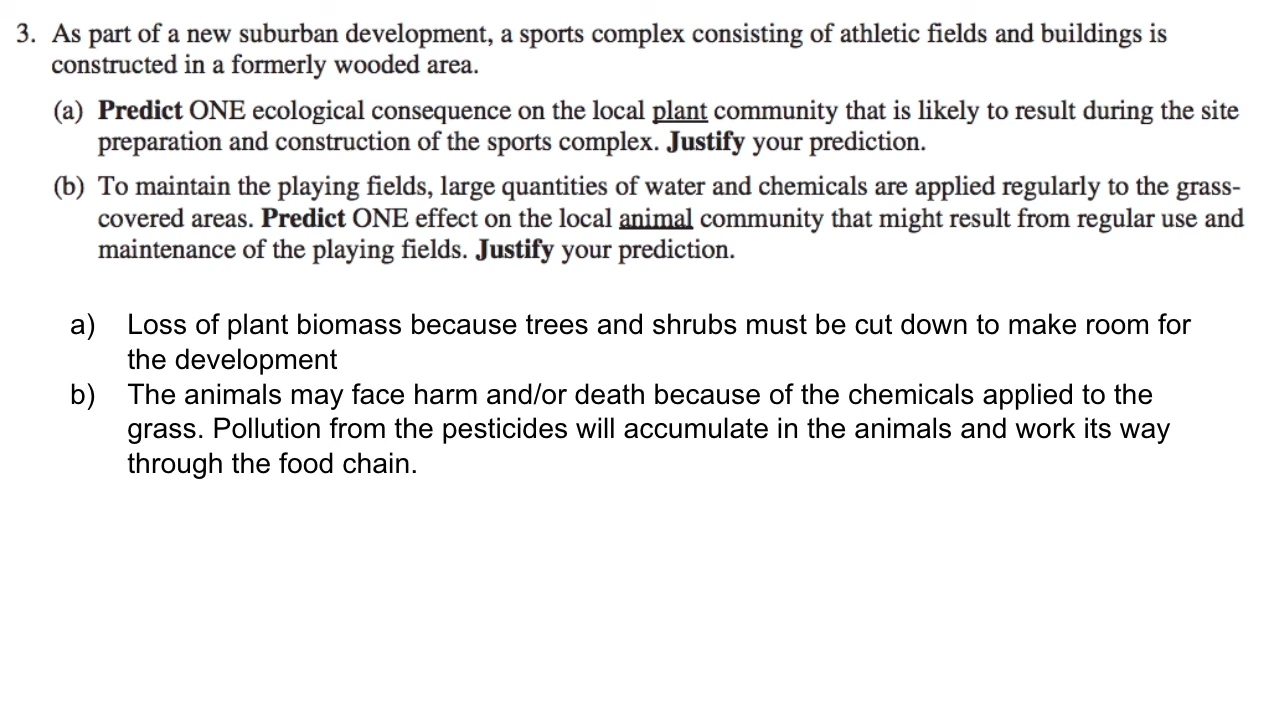 3. As part of a new suburban development, a sports complex consisting of athletic fields and buildings is
constructed in a formerly wooded area.
(a) Predict ONE ecological consequence on the local plant community that is likely to result during the site
preparation and construction of the sports complex. Justify your prediction.
(b) To maintain the playing fields, large quantities of water and chemicals are applied regularly to the grass-
covered areas. Predict ONE effect on the local animal community that might result from regular use and
maintenance of the playing fields. Justify your prediction.
a) Loss of plant biomass because trees and shrubs must be cut down to make room for
the development
b) The animals may face harm and/or death because of the chemicals applied to the
grass. Pollution from the pesticides will accumulate in the animals and work its way
through the food chain.